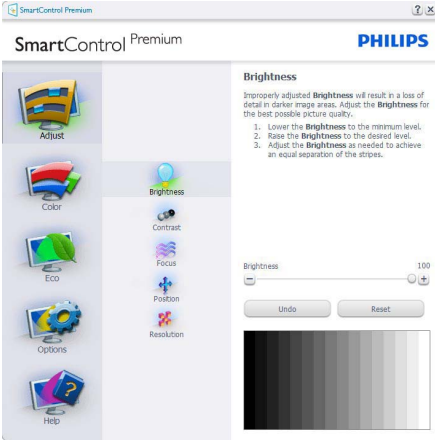 SmartControl Premium
SmartControl Premium
PHILIPS
Adjust
Color
Eco
Options
Help
Brightness
Contrast
Focus
Position
Resolution
Brightness
Improperly adjusted Brightness will result in a loss of
detail in darker image areas. Adjust the Brightness for
the best possible picture quality.
1. Lower the Brightness to the minimum level.
2. Raise the Brightness to the desired level.
3. Adjust the Brightness as needed to achieve
an equal separation of the stripes.
Brightness 100
Undo Reset